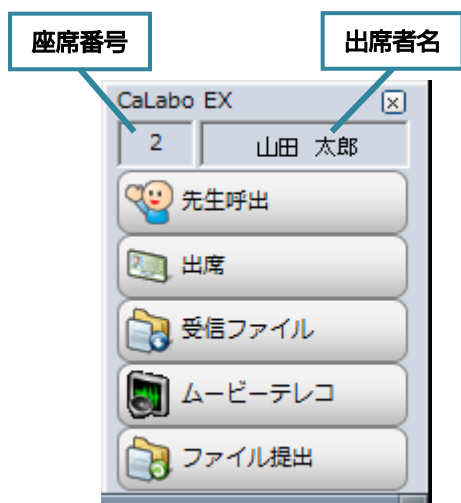 座席番号
出席者名
CaLabo EX
2
山田 太郎
先生呼出
出席
受信ファイル
ムービーテレコ
ファイル提出